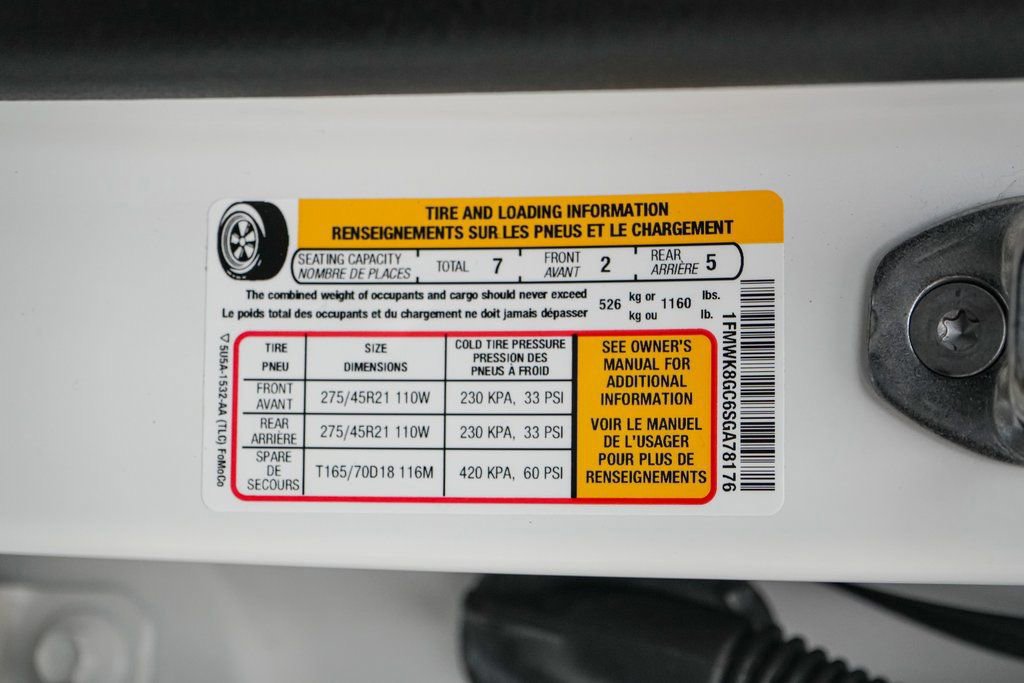 TIRE AND LOADING INFORMATION
RENSEIGNEMENTS SUR LES PNEUS ET LE CHARGEMENT
SEATING CAPACITY TOTAL 7 FRONT 2 REAR 5
NOMBRE DE PLACES AVANT ARRIÈRE
The combined weight of occupants and cargo should never exceed 526 kg or 1160 lbs.
Le poids total des occupants et du chargement ne doit jamais dépasser kg ou lb.
TIRE SIZE COLD TIRE PRESSURE
PNEU DIMENSIONS PRESSION DES
PNEUS À FROID
FRONT
AVANT 275/45R21 110W 230 KPA, 33 PSI
REAR
ARRIÈRE 275/45R21 110W 230 KPA, 33 PSI
SPARE
DE
SECOURS T165/70D18 116M 420 KPA, 60 PSI
SEE OWNER'S
MANUAL FOR
ADDITIONAL
INFORMATION
VOIR LE MANUEL
DE L'USAGER
POUR PLUS DE
RENSEIGNEMENTS
1FMWK8GC6SGA78176
5U5A-1532-AA (TLC) FoMoCo